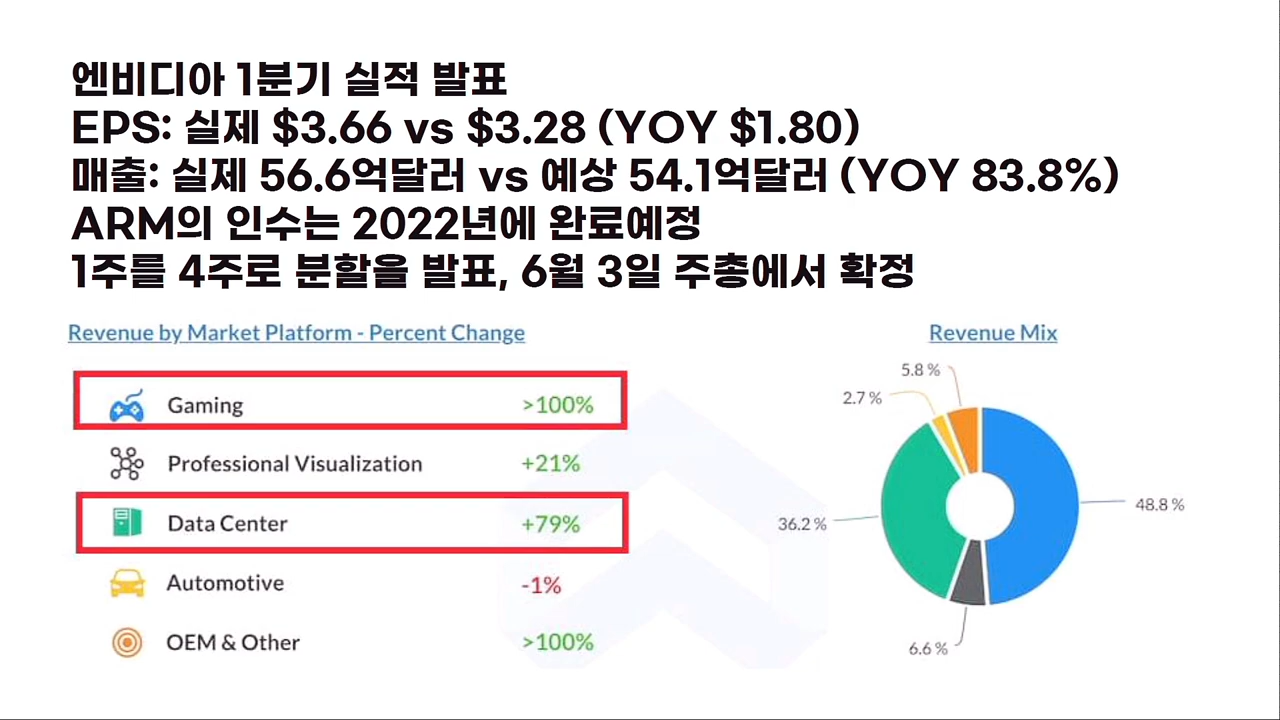 엔비디아 1분기 실적 발표
EPS: 실제 $3.66 vs $3.28 (YOY $1.80)
매출: 실제 56.6억달러 vs 예상 54.1억달러 (YOY 83.8%)
ARM의 인수는 2022년에 완료예정
1주를 4주로 분할을 발표, 6월 3일 주총에서 확정
Revenue by Market Platform - Percent Change
Gaming >100%
Professional Visualization +21%
Data Center +79%
Automotive -1%
OEM & Other >100%
Revenue Mix
5.8 %
2.7 %
48.8 %
36.2 %
6.6 %